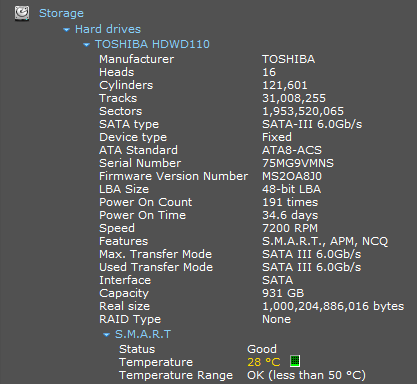 Storage
Hard drives
TOSHIBA HDWD110
Manufacturer TOSHIBA
Heads 16
Cylinders 121,601
Tracks 31,008,255
Sectors 1,953,520,065
SATA type SATA-III 6.0Gb/s
Device type Fixed
ATA Standard ATA8-ACS
Serial Number 75MG9VMNS
Firmware Version Number MS2OA8J0
LBA Size 48-bit LBA
Power On Count 191 times
Power On Time 34.6 days
Speed 7200 RPM
Features S.M.A.R.T., APM, NCQ
Max. Transfer Mode SATA III 6.0Gb/s
Used Transfer Mode SATA III 6.0Gb/s
Interface SATA
Capacity 931 GB
Real size 1,000,204,886,016 bytes
RAID Type None
S.M.A.R.T
Status Good
Temperature 28 °C
Temperature Range OK (less than 50 °C)